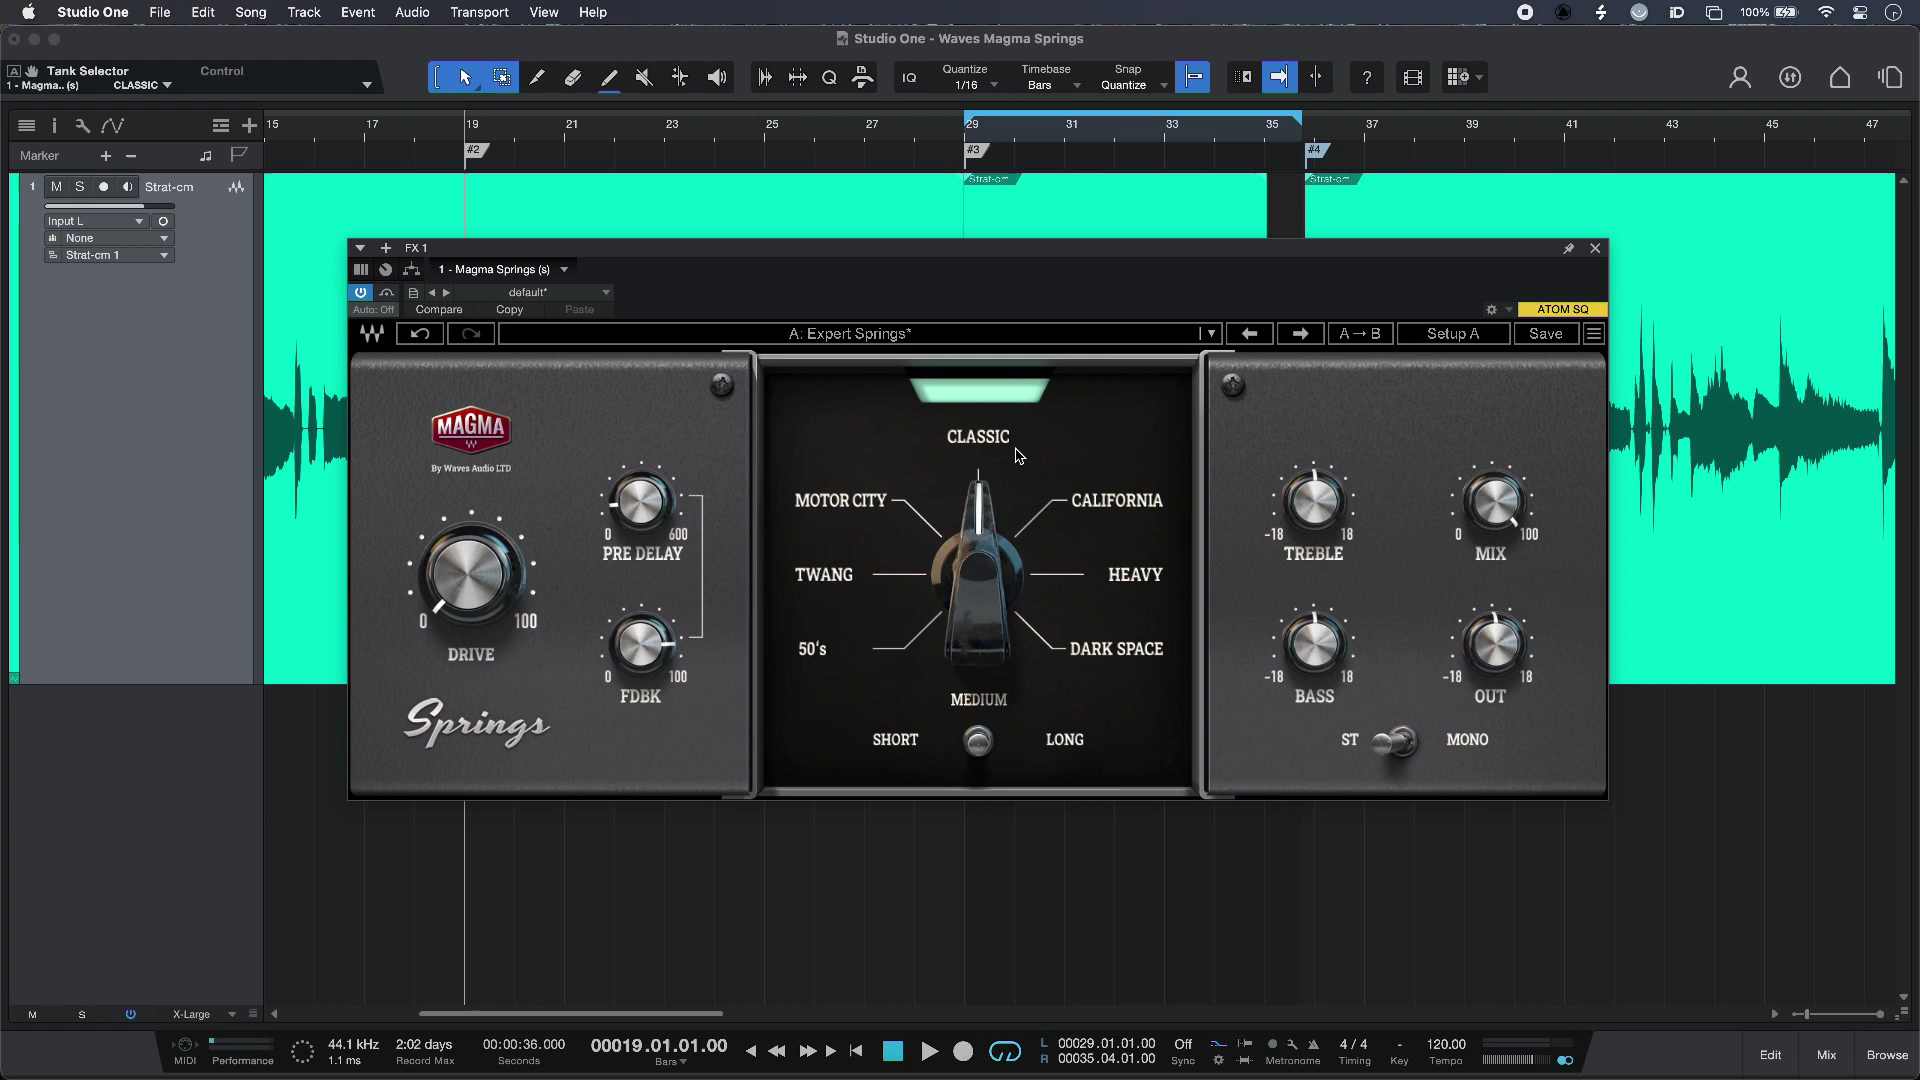 Studio One File Edit Song Track Event Audio Transport View Help 100%
Studio One - Waves Magma Springs
A Tank Selector Control
1 - Magma.. (s) CLASSIC
IQ Quantize 1/16 Timebase Bars Snap Quantize ?
15 17 19 21 23 25 27 29 31 33 35 37 39 41 43 45 47
Marker #2 #3 #4
1 M S Strat-cm
Strat-cm Strat-cm
Input L
None
Strat-cm 1
FX 1
1 - Magma Springs (s)
default*
Auto: Off Compare Copy Paste ATOM SQ
A: Expert Springs* A→B Setup A Save
MAGMA
By Waves Audio LTD
CLASSIC
MOTOR CITY CALIFORNIA
0 600
PRE DELAY
-18 18
TREBLE
0 100
MIX
TWANG HEAVY
0 100
DRIVE
50's DARK SPACE
0 100
FDBK
-18 18
BASS
-18 18
OUT
MEDIUM
Springs
SHORT LONG
ST MONO
M S X-Large
MIDI Performance
44.1 kHz
1.1 ms
2:02 days
Record Max
00:00:36.000
Seconds
00019.01.01.00
Bars
L 00029.01.01.00
R 00035.04.01.00
Off
Sync
Metronome
4 / 4
Timing
-
Key
120.00
Tempo
Edit Mix Browse